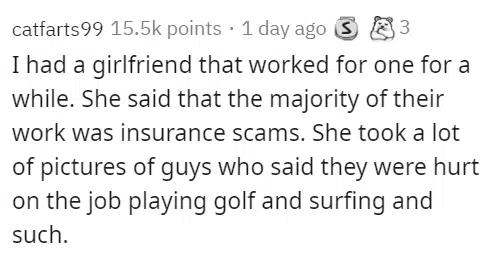 catfarts99 15.5k points · 1 day ago S 3
I had a girlfriend that worked for one for a
while. She said that the majority of their
work was insurance scams. She took a lot
of pictures of guys who said they were hurt
on the job playing golf and surfing and
such.